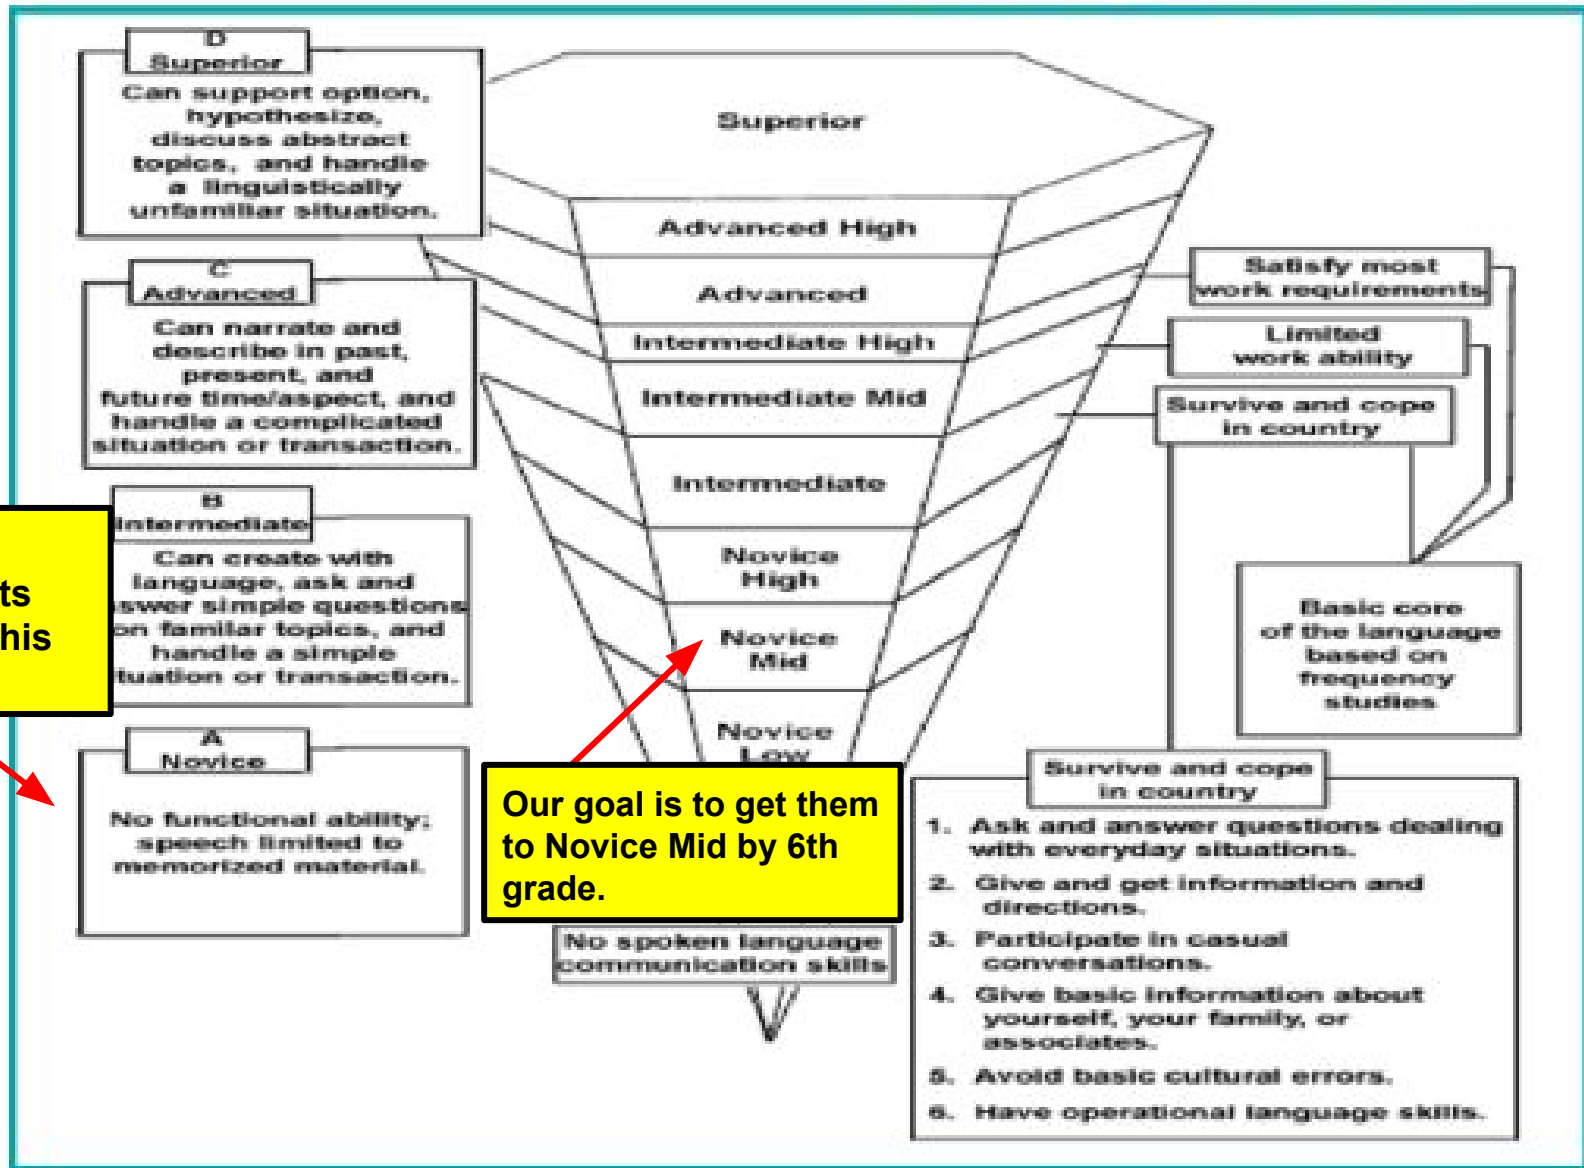 D
Superior
Can support option,
hypothesize,
discuss abstract
topics, and handle
a linguistically
unfamiliar situation.
C
Advanced
Can narrate and
describe in past,
present, and
future time/aspect, and
handle a complicated
situation or transaction.
B
Intermediate
Can create with
language, ask and
swer simple questions
on familar topics, and
handle a simple
tuation or transaction.
ts
his
A
Novice
No functional ability;
speech limited to
memorized material.
Superior
Advanced High
Advanced
Intermediate High
Intermediate Mid
Intermediate
Novice
High
Novice
Mid
Novice
Low
Our goal is to get them
to Novice Mid by 6th
grade.
No spoken language
communication skills
Satisfy most
work requirements
Limited
work ability
Survive and cope
in country
Basic core
of the language
based on
frequency
studies
Survive and cope
in country
1. Ask and answer questions dealing
with everyday situations.
2. Give and get information and
directions.
3. Participate in casual
conversations.
4. Give basic information about
yourself, your family, or
associates.
5. Avoid basic cultural errors.
6. Have operational language skills.